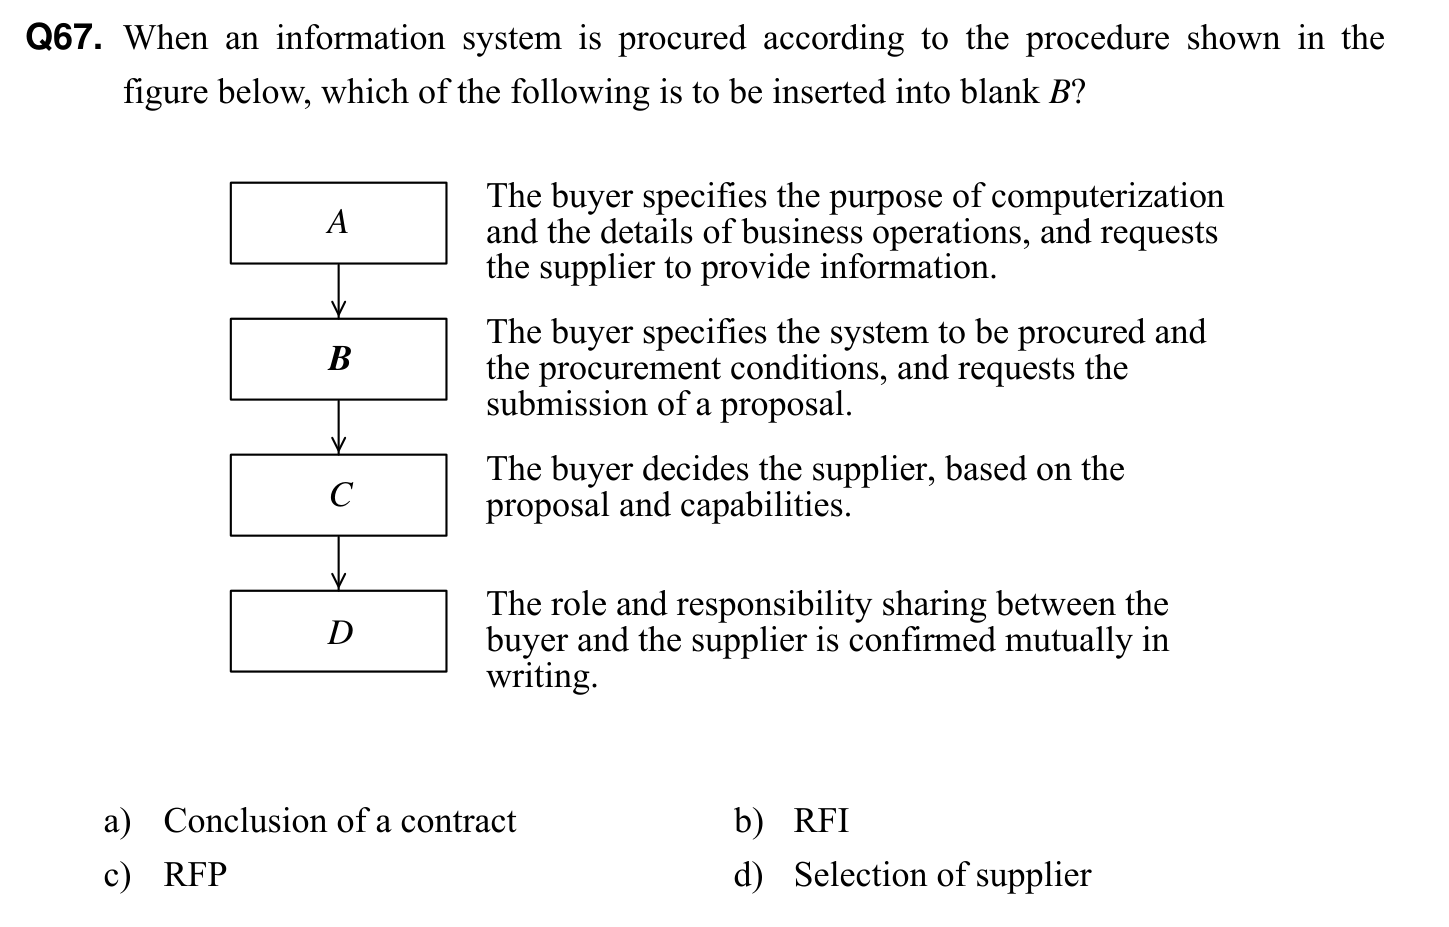 Q67. When an information system is procured according to the procedure shown in the
figure below, which of the following is to be inserted into blank B?
A
The buyer specifies the purpose of computerization
and the details of business operations, and requests
the supplier to provide information.
B
The buyer specifies the system to be procured and
the procurement conditions, and requests the
submission of a proposal.
C
The buyer decides the supplier, based on the
proposal and capabilities.
D
The role and responsibility sharing between the
buyer and the supplier is confirmed mutually in
writing.
a) Conclusion of a contract
b) RFI
c) RFP
d) Selection of supplier